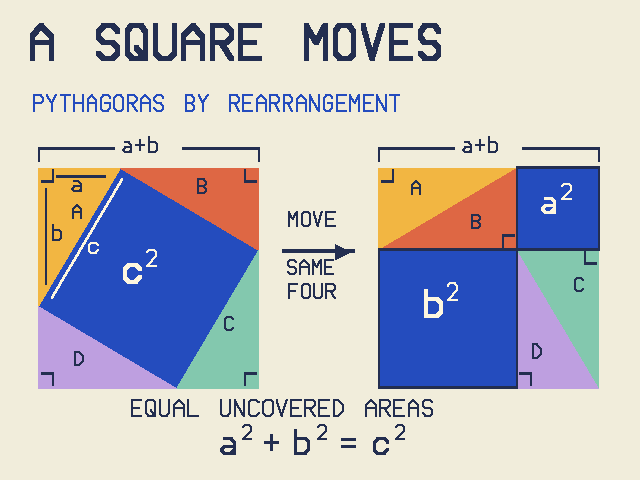 A SQUARE MOVES
PYTHAGORAS BY REARRANGEMENT
a+b
a
b
A
c
B
c²
C
D
MOVE
SAME
FOUR
a+b
A
B
a²
b²
C
D
EQUAL UNCOVERED AREAS
a² + b² = c²